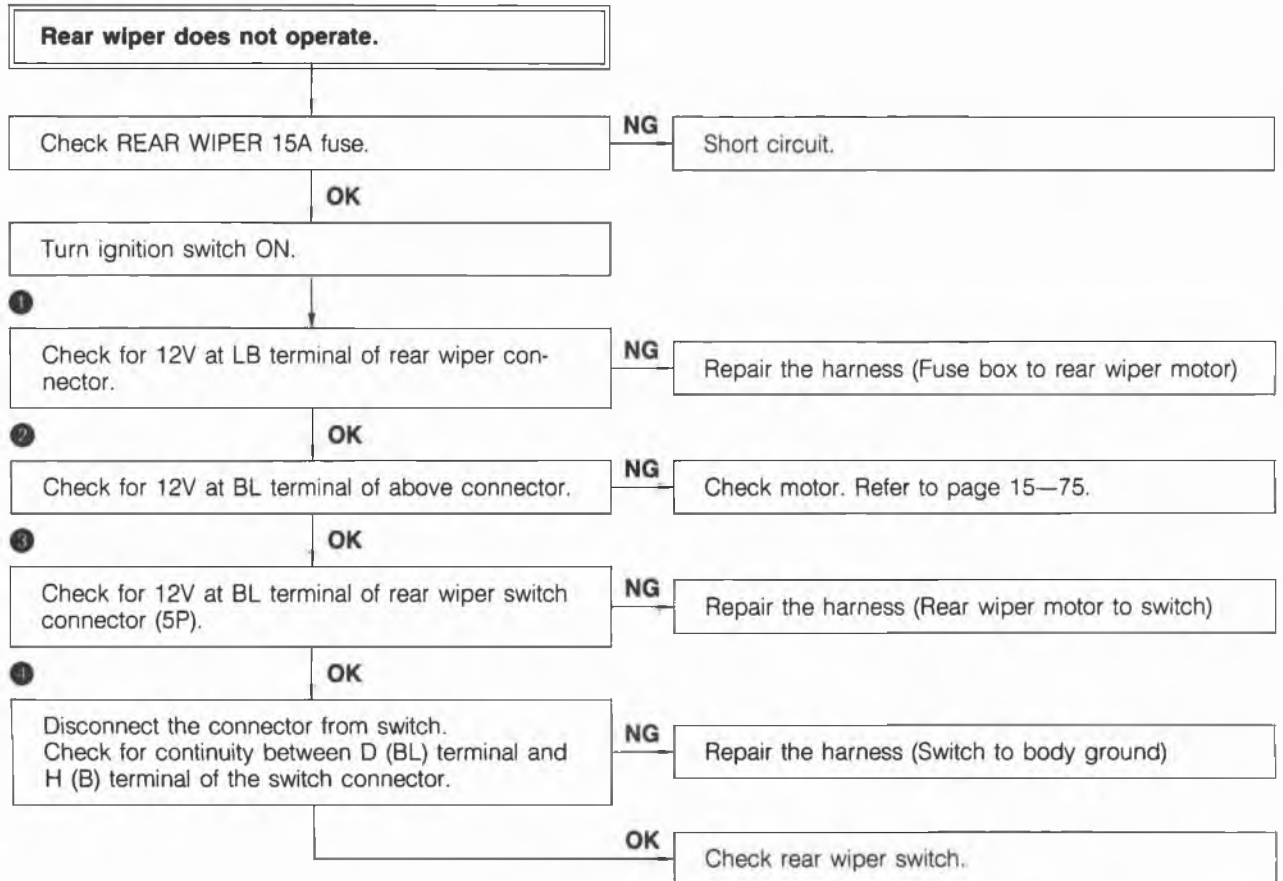 Rear wiper does not operate.
Check REAR WIPER 15A fuse.
NG
Short circuit.
OK
Turn ignition switch ON.
1
Check for 12V at LB terminal of rear wiper con-
nector.
NG
Repair the harness (Fuse box to rear wiper motor)
2
OK
Check for 12V at BL terminal of above connector.
NG
Check motor. Refer to page 15—75.
3
OK
Check for 12V at BL terminal of rear wiper switch
connector (5P).
NG
Repair the harness (Rear wiper motor to switch)
4
OK
Disconnect the connector from switch.
Check for continuity between D (BL) terminal and
H (B) terminal of the switch connector.
NG
Repair the harness (Switch to body ground)
OK
Check rear wiper switch.